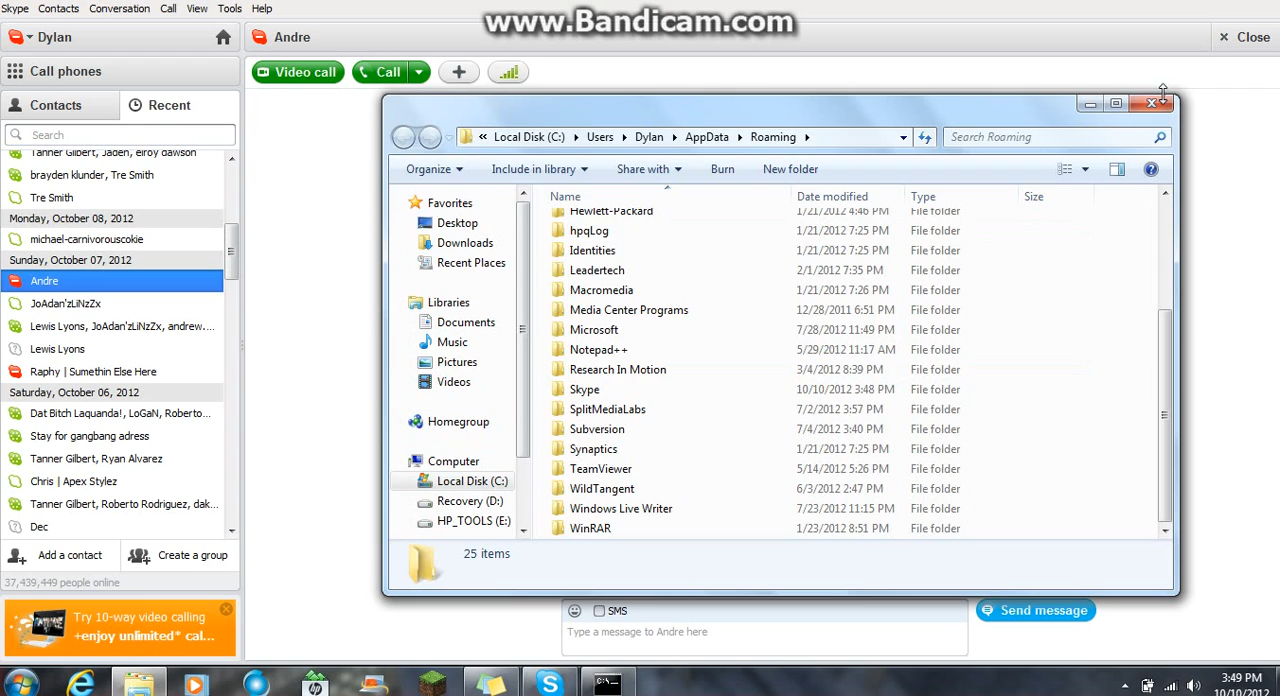 Skype Contacts Conversation Call View Tools Help
www.Bandicam.com
Dylan
Andre
Close
Call phones
Video call
Call
Contacts
Recent
Search
Tanner Gilbert, Jaden, elroy dawson
brayden klunder, Tre Smith
Tre Smith
Monday, October 08, 2012
michael-carnivorouscokie
Sunday, October 07, 2012
Andre
JoAdan'zLiNzZx
Lewis Lyons, JoAdan'zLiNzZx, andrew....
Lewis Lyons
Raphy | Sumethin Else Here
Saturday, October 06, 2012
Dat Bitch Laquanda!, LoGaN, Roberto...
Stay for gangbang adress
Tanner Gilbert, Ryan Alvarez
Chris | Apex Stylez
Tanner Gilbert, Roberto Rodriguez, dak...
Dec
Add a contact
Create a group
37,439,449 people online
Try 10-way video calling
+enjoy unlimited* cal...
« Local Disk (C:) Users Dylan AppData Roaming
Search Roaming
Organize Include in library Share with Burn New folder
Favorites
Desktop
Downloads
Recent Places
Libraries
Documents
Music
Pictures
Videos
Homegroup
Computer
Local Disk (C:)
Recovery (D:)
HP_TOOLS (E:)
Name Date modified Type Size
Hewlett-Packard 1/21/2012 4:46 PM File folder
hpqLog 1/21/2012 7:25 PM File folder
Identities 1/21/2012 7:25 PM File folder
Leadertech 2/1/2012 7:35 PM File folder
Macromedia 1/21/2012 7:26 PM File folder
Media Center Programs 12/28/2011 6:51 PM File folder
Microsoft 7/28/2012 11:49 PM File folder
Notepad++ 5/29/2012 11:17 AM File folder
Research In Motion 3/4/2012 8:39 PM File folder
Skype 10/10/2012 3:48 PM File folder
SplitMediaLabs 7/2/2012 3:57 PM File folder
Subversion 7/4/2012 3:40 PM File folder
Synaptics 1/21/2012 7:25 PM File folder
TeamViewer 5/14/2012 5:26 PM File folder
WildTangent 6/3/2012 2:47 PM File folder
Windows Live Writer 7/23/2012 11:15 PM File folder
WinRAR 1/23/2012 8:51 PM File folder
25 items
SMS
Send message
Type a message to Andre here
3:49 PM
10/10/2012